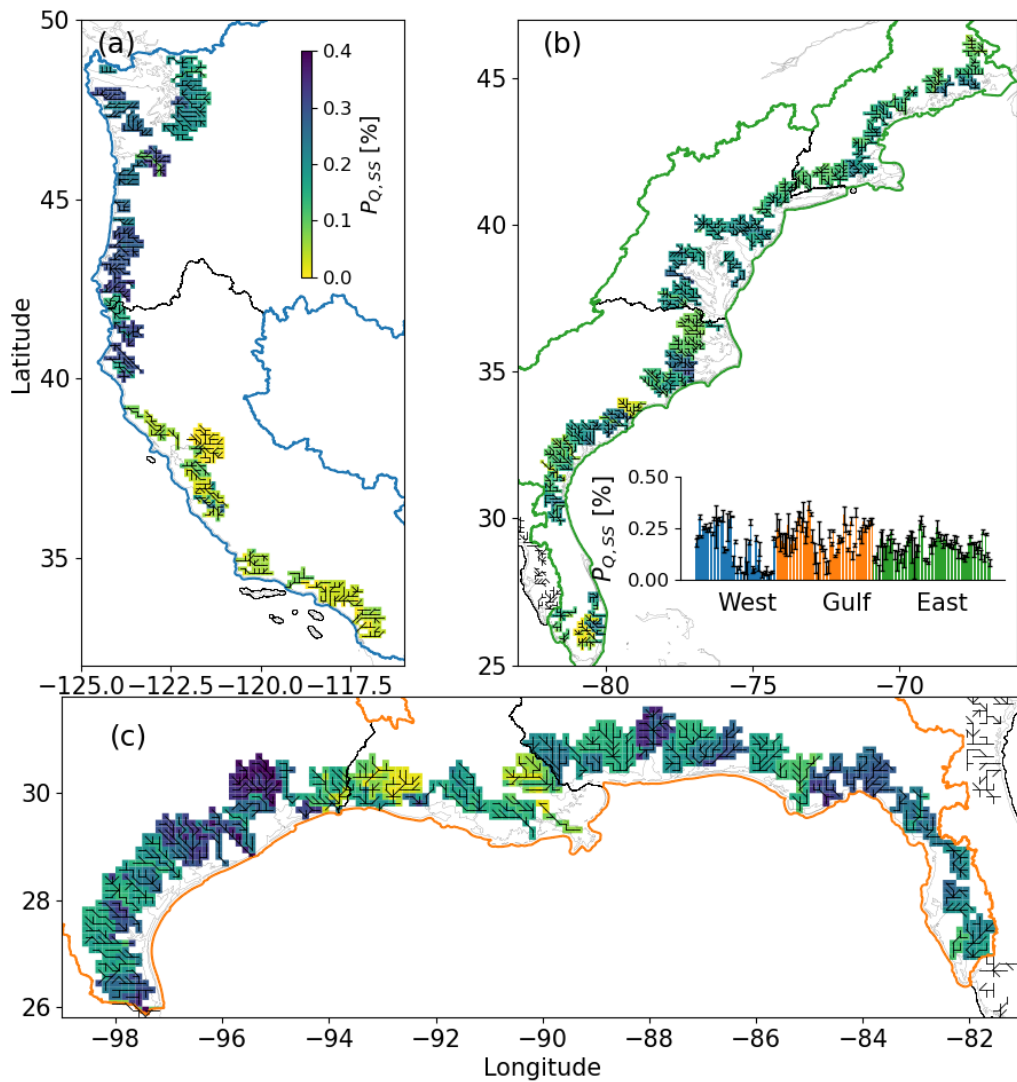 (a)
50
45
40
35
Latitude
−125.0 −122.5 −120.0 −117.5
0.4
0.3
0.2
0.1
0.0
P_{Q,SS} [%]
(b)
45
40
35
30
25
−80 −75 −70
0.50
0.25
0.00
P_{Q,SS} [%]
West Gulf East
(c)
30
28
26
−98 −96 −94 −92 −90 −88 −86 −84 −82
Longitude